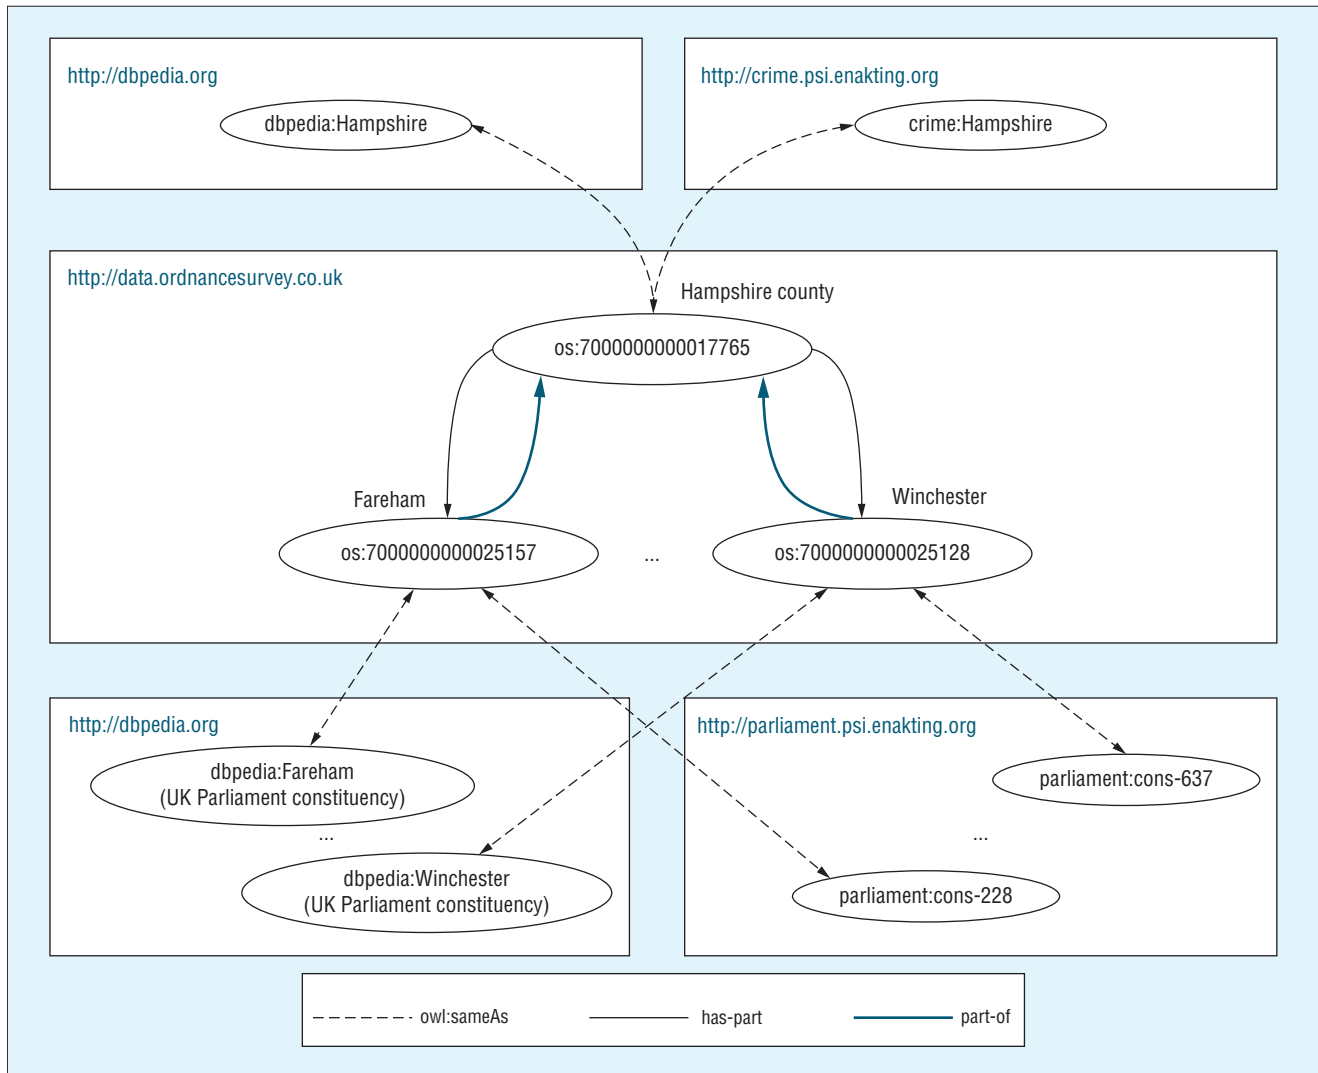 http://dbpedia.org
dbpedia:Hampshire
http://crime.psi.enakting.org
crime:Hampshire
http://data.ordnancesurvey.co.uk
Hampshire county
os:7000000000017765
Fareham
Winchester
os:7000000000025157
...
os:7000000000025128
http://dbpedia.org
dbpedia:Fareham
(UK Parliament constituency)
...
dbpedia:Winchester
(UK Parliament constituency)
http://parliament.psi.enakting.org
parliament:cons-637
...
parliament:cons-228
owl:sameAs
has-part
part-of